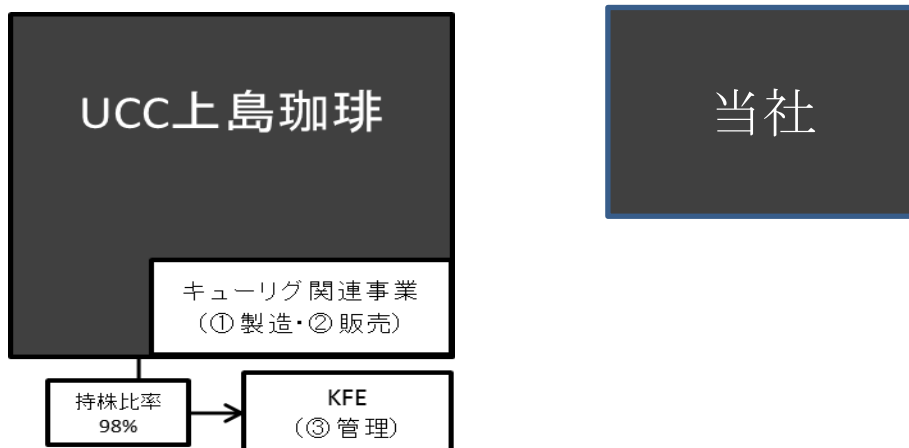 UCC上島珈琲
当社
キューリグ関連事業
（①製造・②販売）
持株比率
98%
KFE
（③管理）